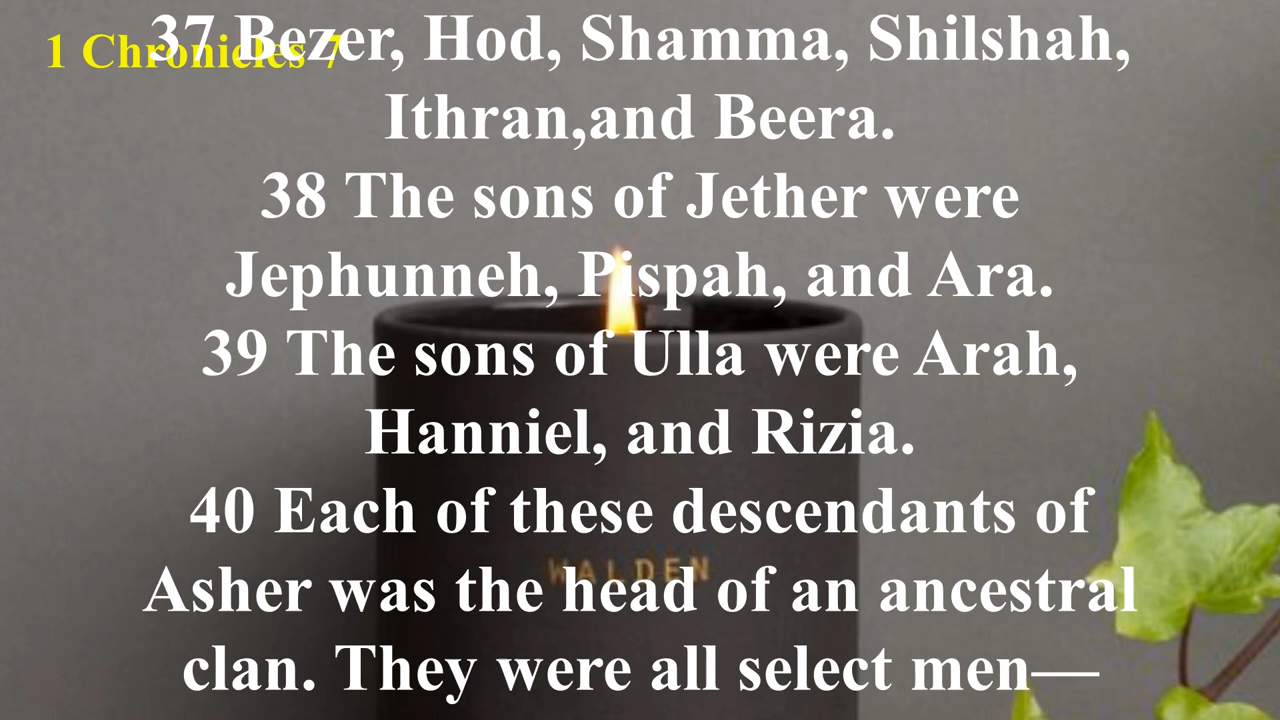 1 Chronicles 7
37 Bezer, Hod, Shamma, Shilshah,
Ithran,and Beera.
38 The sons of Jether were
Jephunneh, Pispah, and Ara.
39 The sons of Ulla were Arah,
Hanniel, and Rizia.
40 Each of these descendants of
WALDEN
Asher was the head of an ancestral
clan. They were all select men—